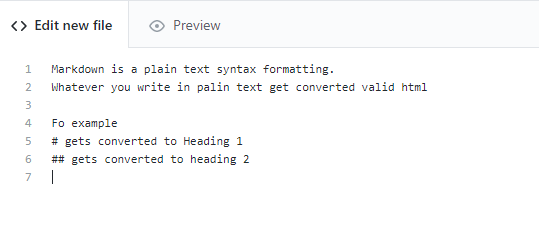 <> Edit new file Preview
1 Markdown is a plain text syntax formatting.
2 Whatever you write in palin text get converted valid html
3
4 Fo example
5 # gets converted to Heading 1
6 ## gets converted to heading 2
7